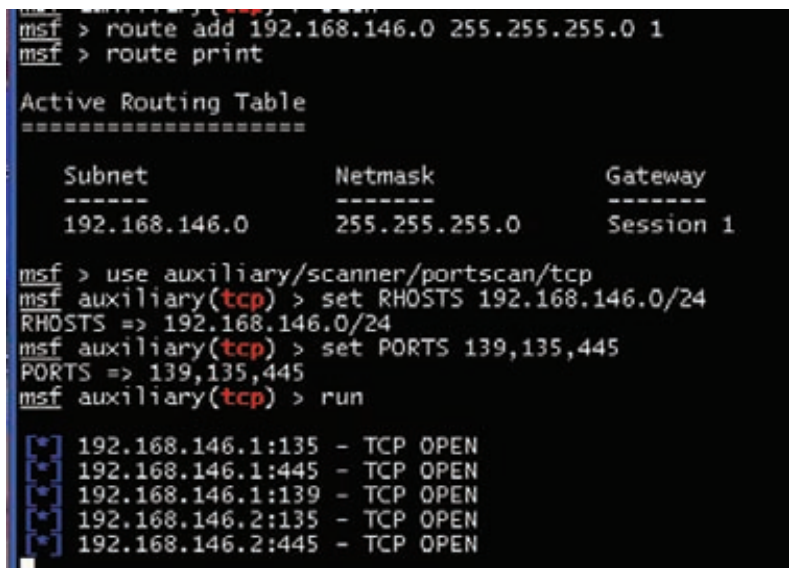 msf > route add 192.168.146.0 255.255.255.0 1
msf > route print
Active Routing Table
====================
Subnet Netmask Gateway
------ ------- -------
192.168.146.0 255.255.255.0 Session 1
msf > use auxiliary/scanner/portscan/tcp
msf auxiliary(tcp) > set RHOSTS 192.168.146.0/24
RHOSTS => 192.168.146.0/24
msf auxiliary(tcp) > set PORTS 139,135,445
PORTS => 139,135,445
msf auxiliary(tcp) > run
[*] 192.168.146.1:135 - TCP OPEN
[*] 192.168.146.1:445 - TCP OPEN
[*] 192.168.146.1:139 - TCP OPEN
[*] 192.168.146.2:135 - TCP OPEN
[*] 192.168.146.2:445 - TCP OPEN